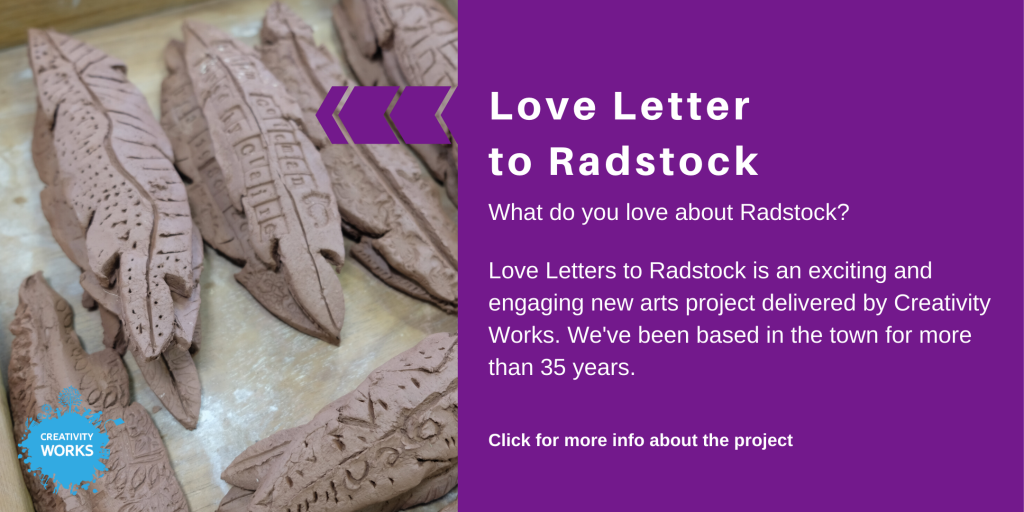 Love Letter
to Radstock
What do you love about Radstock?
Love Letters to Radstock is an exciting and
engaging new arts project delivered by Creativity
Works. We've been based in the town for more
than 35 years.
Click for more info about the project
CREATIVITY
WORKS